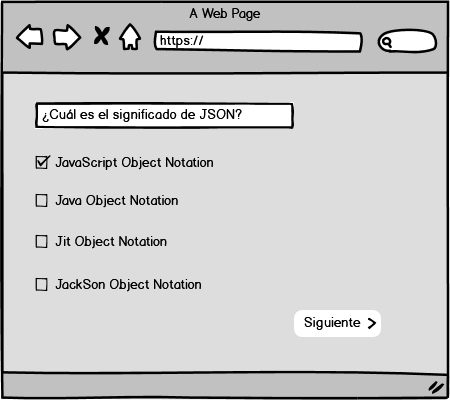 A Web Page
https://
¿Cuál es el significado de JSON?
JavaScript Object Notation
Java Object Notation
Jit Object Notation
JackSon Object Notation
Siguiente